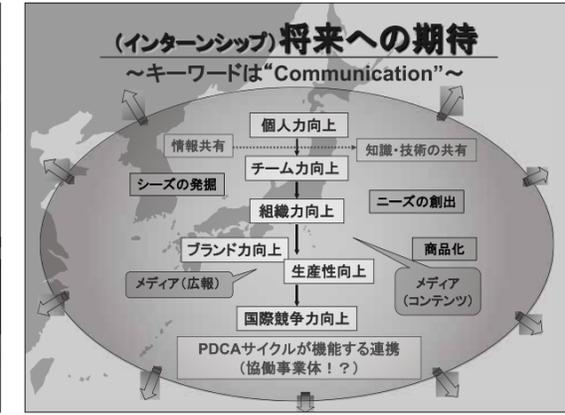 (インターンシップ)将来への期待
～キーワードは“Communication”～
個人力向上
情報共有
知識・技術の共有
チーム力向上
シーズの発掘
ニーズの創出
組織力向上
ブランド力向上
商品化
生産性向上
メディア(広報)
メディア
(コンテンツ)
国際競争力向上
PDCAサイクルが機能する連携
(協働事業体！？)